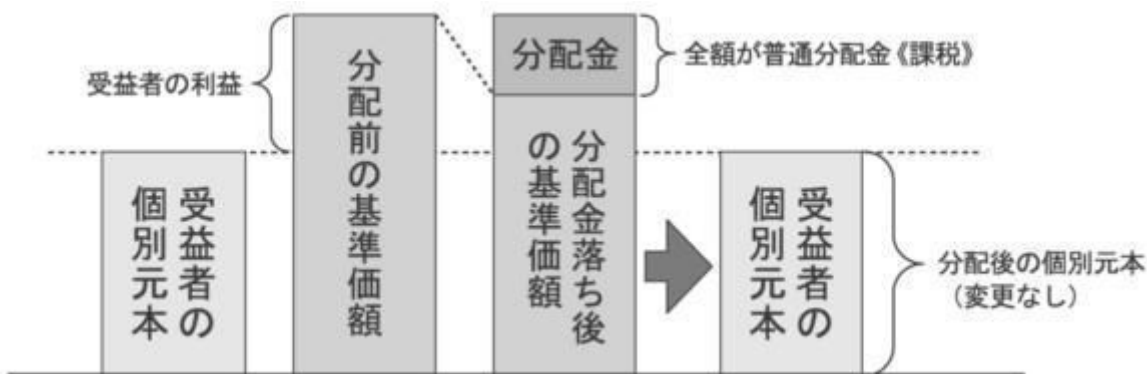 受益者の利益
受益者の
個別元本
分配前の基準価額
分配金
全額が普通分配金《課税》
分配金落ち後
の基準価額
受益者の
個別元本
分配後の個別元本
(変更なし)